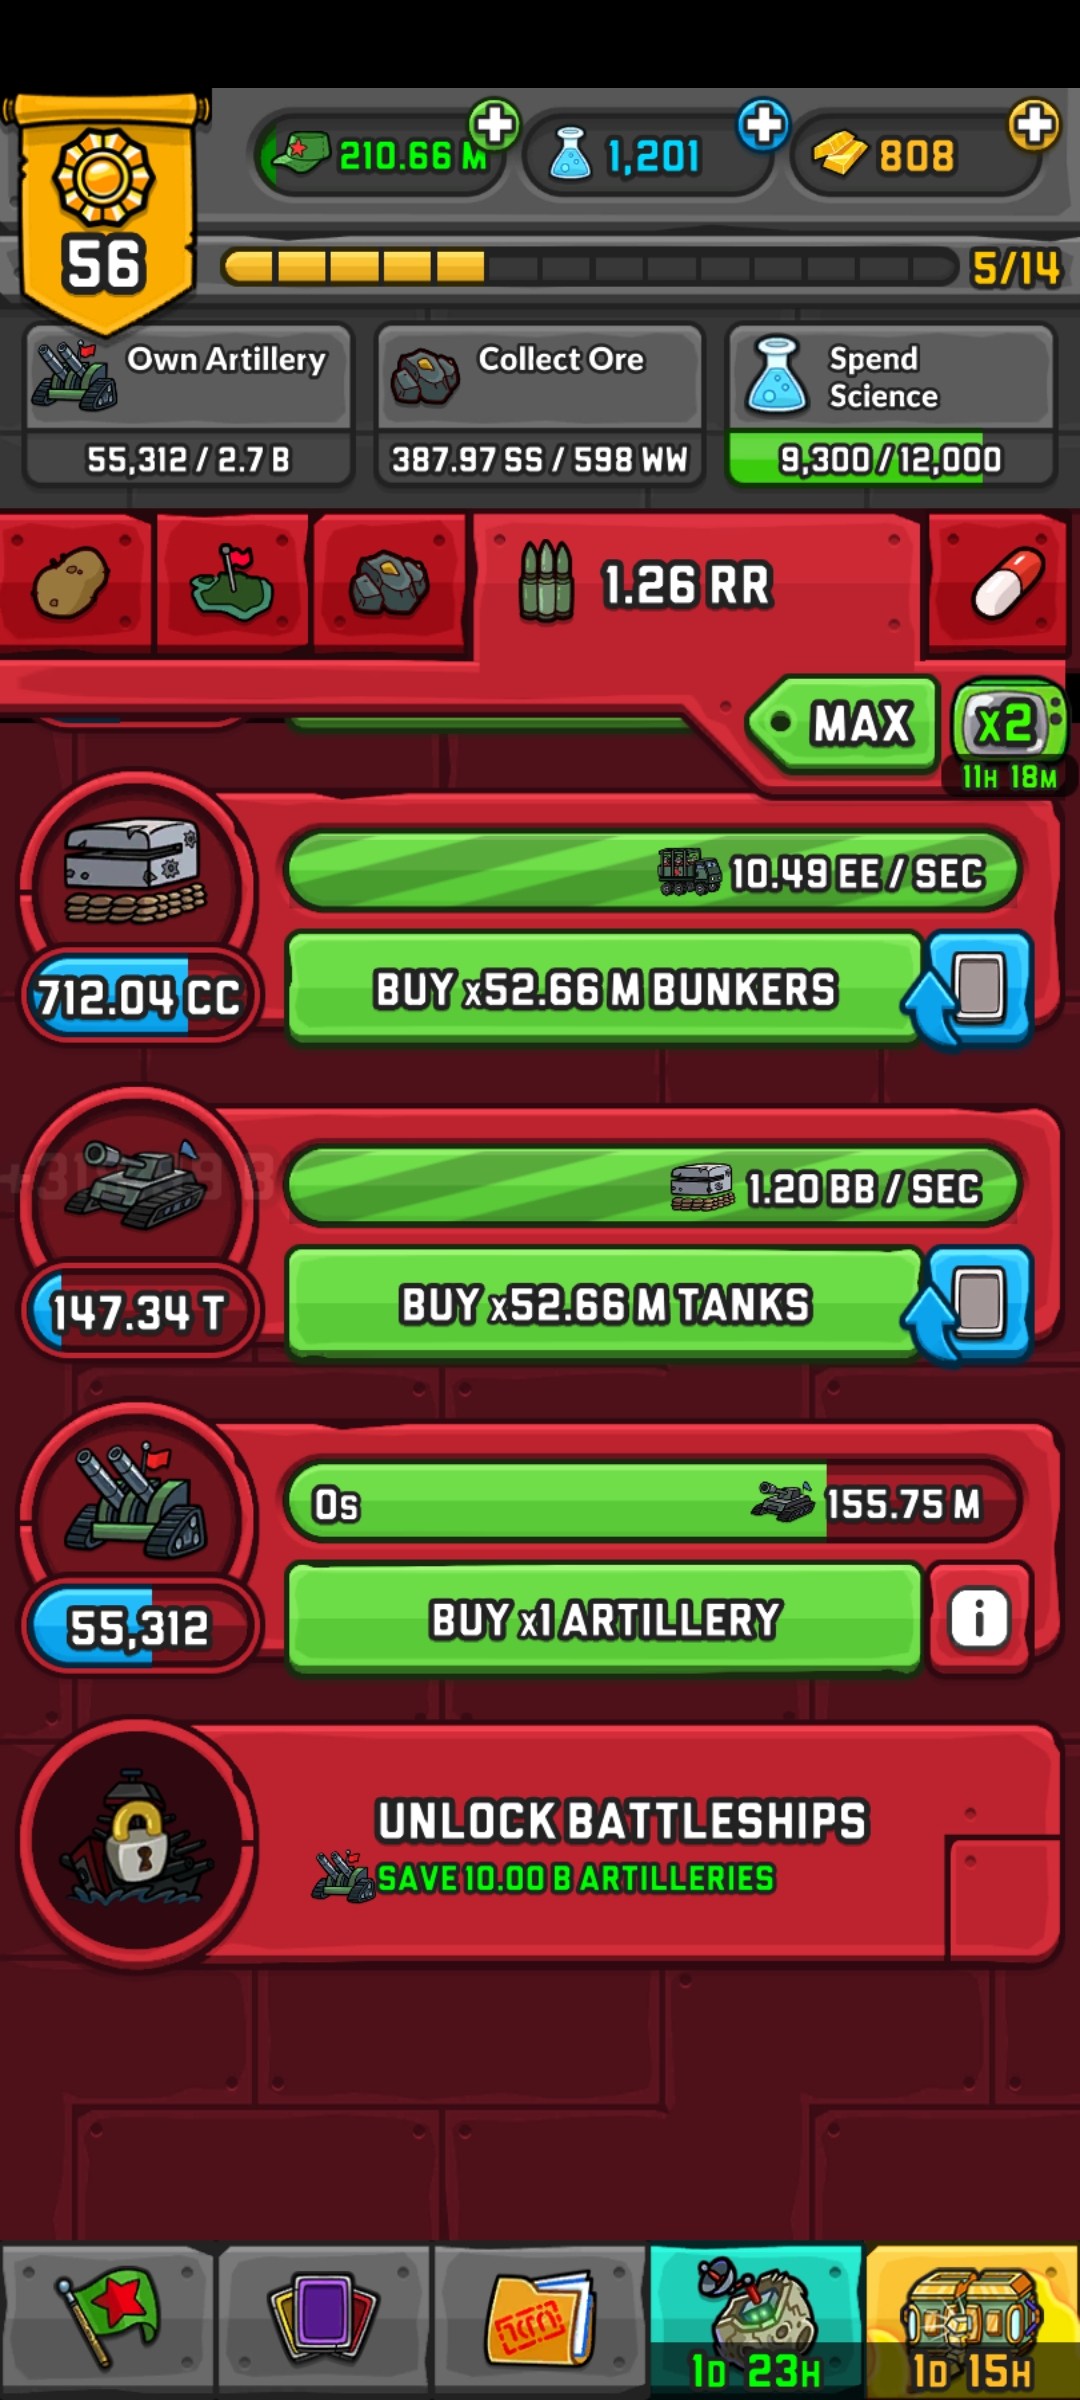 56
210.66 M
1,201
808
5/14
Own Artillery
55,312 / 2.7 B
Collect Ore
387.97 SS / 598 WW
Spend
Science
9,300 / 12,000
1.26 RR
MAX
x2
11H 18M
10.49 EE / SEC
712.04 CC
BUY x52.66 M BUNKERS
1.20 BB / SEC
147.34 T
BUY x52.66 M TANKS
0s
155.75 M
55,312
BUY x1 ARTILLERY
i
UNLOCK BATTLESHIPS
SAVE 10.00 B ARTILLERIES
1D 23H
1D 15H